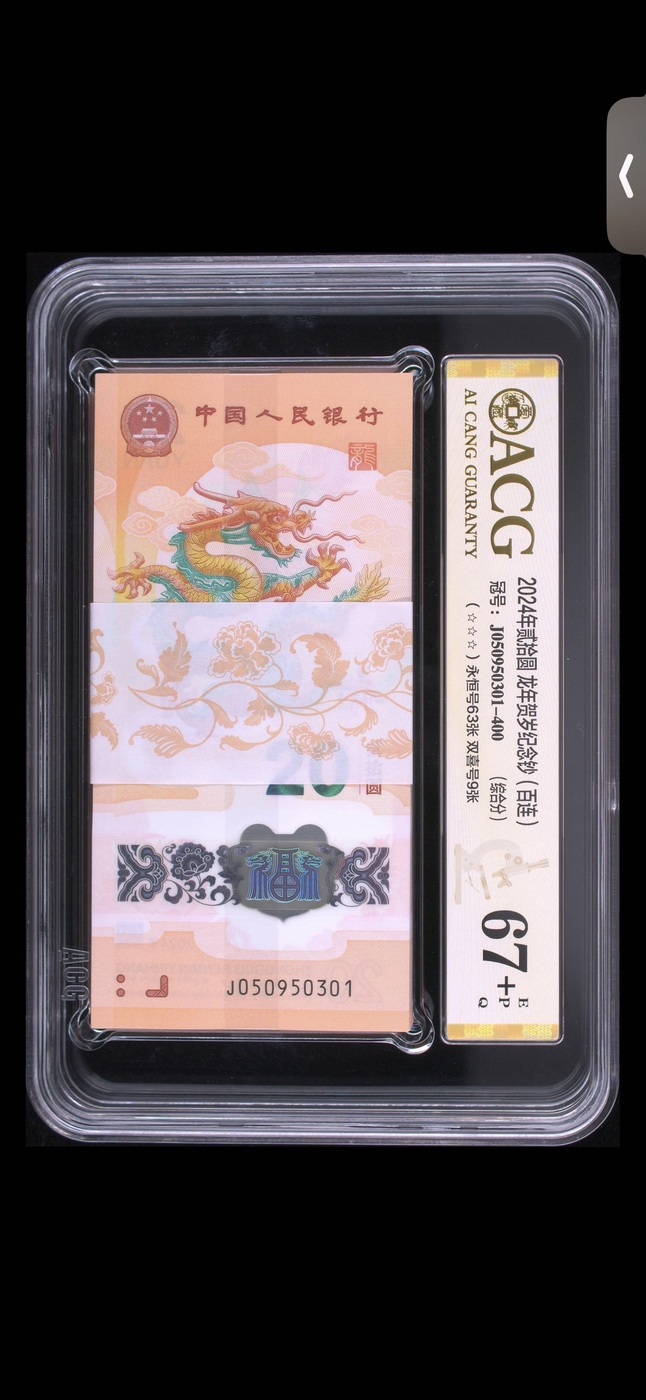 中国人民银行
龍
20
圆
福
J050950301
ACG
ACG
AI CANG GUARANTY
2024年贰拾圆 龙年贺岁纪念钞（百连）
冠号：J050950301-400 （综合分）
（☆☆☆）永恒号63张 双喜号9张
67+
E
P
Q